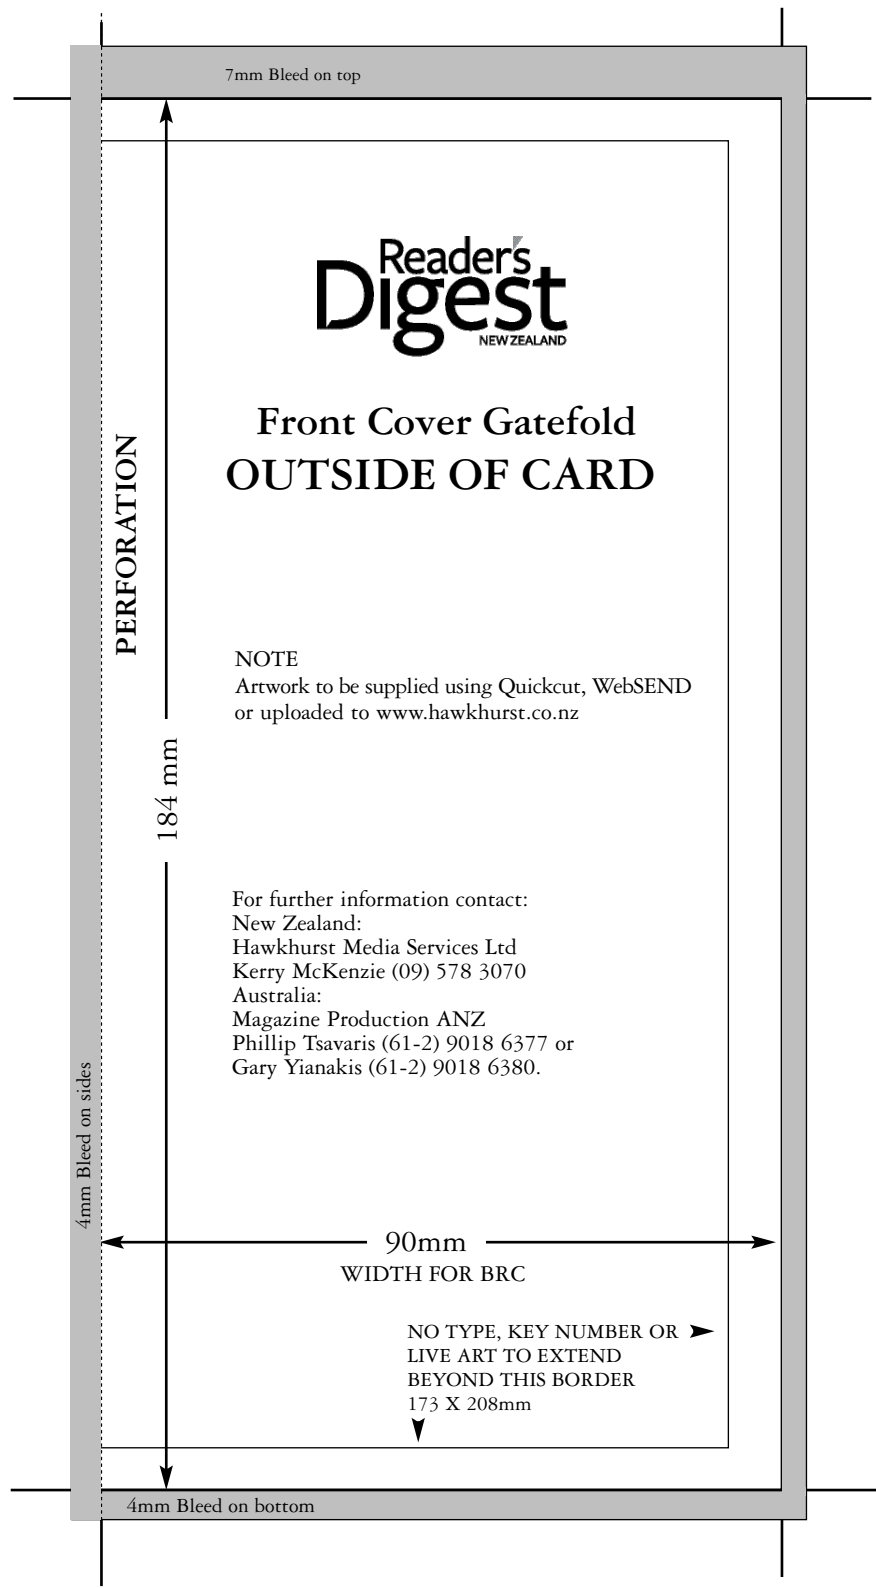 7mm Bleed on top
Reader's
Digest
NEW ZEALAND
Front Cover Gatefold
OUTSIDE OF CARD
PERFORATION
NOTE
Artwork to be supplied using Quickcut, WebSEND
or uploaded to www.hawkhurst.co.nz
184 mm
For further information contact:
New Zealand:
Hawkhurst Media Services Ltd
Kerry McKenzie (09) 578 3070
Australia:
Magazine Production ANZ
Phillip Tsavaris (61-2) 9018 6377 or
Gary Yianakis (61-2) 9018 6380.
4mm Bleed on sides
90mm
WIDTH FOR BRC
NO TYPE, KEY NUMBER OR
LIVE ART TO EXTEND
BEYOND THIS BORDER
173 X 208mm
4mm Bleed on bottom